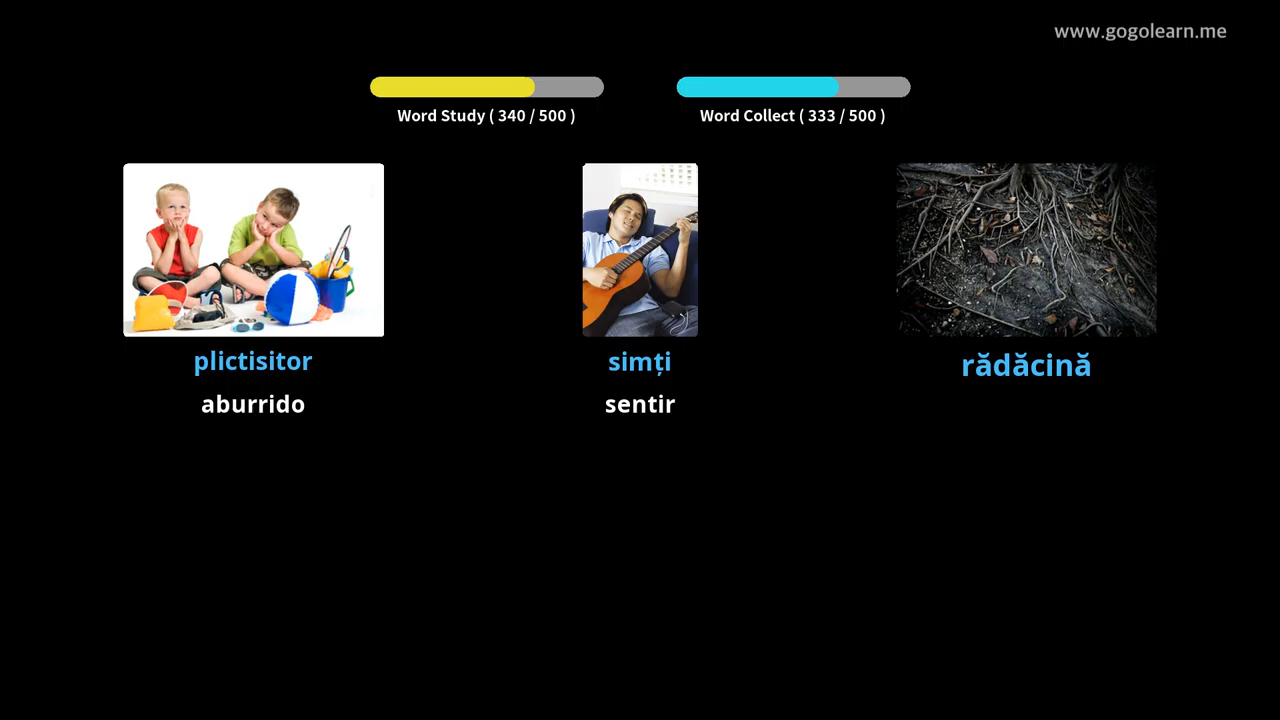 www.gogolearn.me
Word Study ( 340 / 500 )
Word Collect ( 333 / 500 )
plictisitor
aburrido
simți
sentir
rădăcină